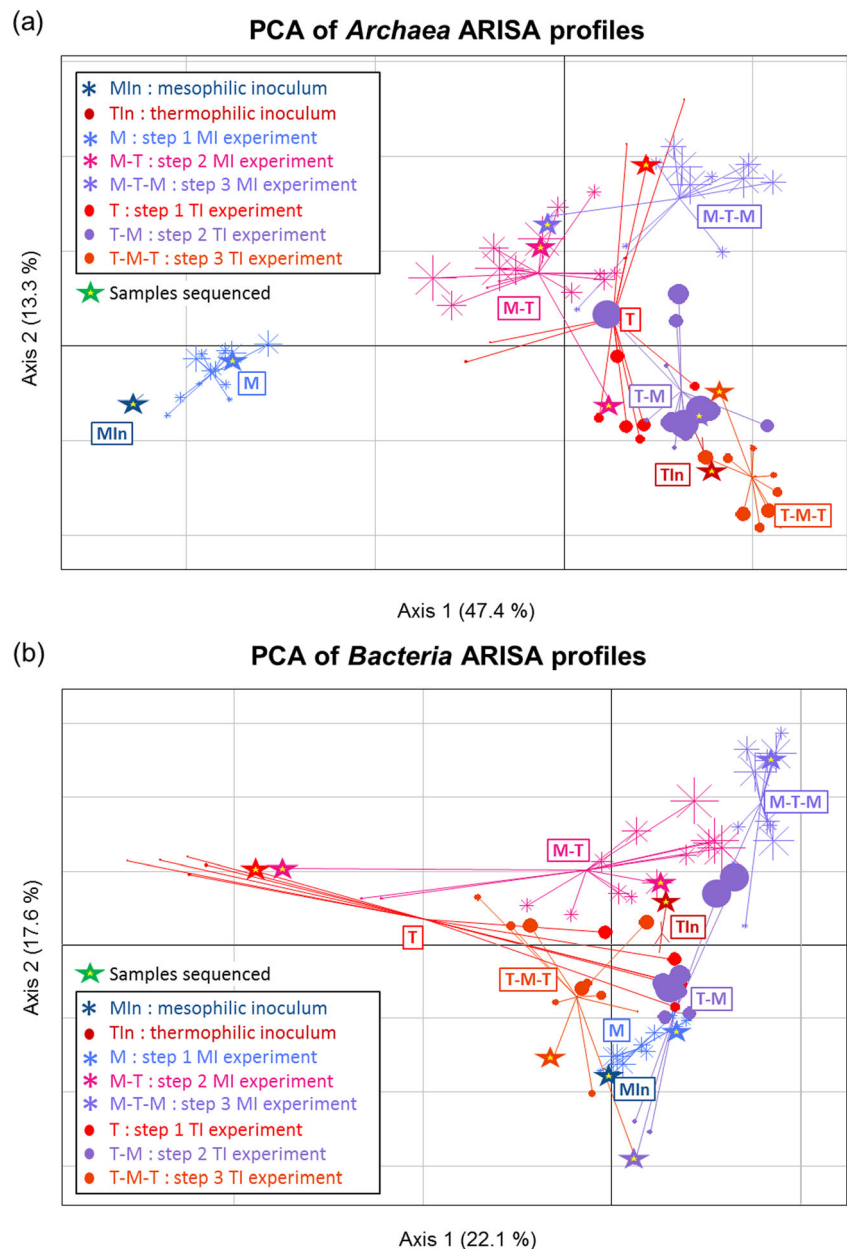 (a)
PCA of Archaea ARISA profiles
MIn : mesophilic inoculum
TIn : thermophilic inoculum
M : step 1 MI experiment
M-T : step 2 MI experiment
M-T-M : step 3 MI experiment
T : step 1 TI experiment
T-M : step 2 TI experiment
T-M-T : step 3 TI experiment
Samples sequenced
M-T-M
M-T
T
M
T-M
MIn
TIn
T-M-T
Axis 2 (13.3 %)
Axis 1 (47.4 %)
(b)
PCA of Bacteria ARISA profiles
M-T-M
M-T
TIn
T
T-M-T
T-M
M
MIn
Samples sequenced
MIn : mesophilic inoculum
TIn : thermophilic inoculum
M : step 1 MI experiment
M-T : step 2 MI experiment
M-T-M : step 3 MI experiment
T : step 1 TI experiment
T-M : step 2 TI experiment
T-M-T : step 3 TI experiment
Axis 2 (17.6 %)
Axis 1 (22.1 %)